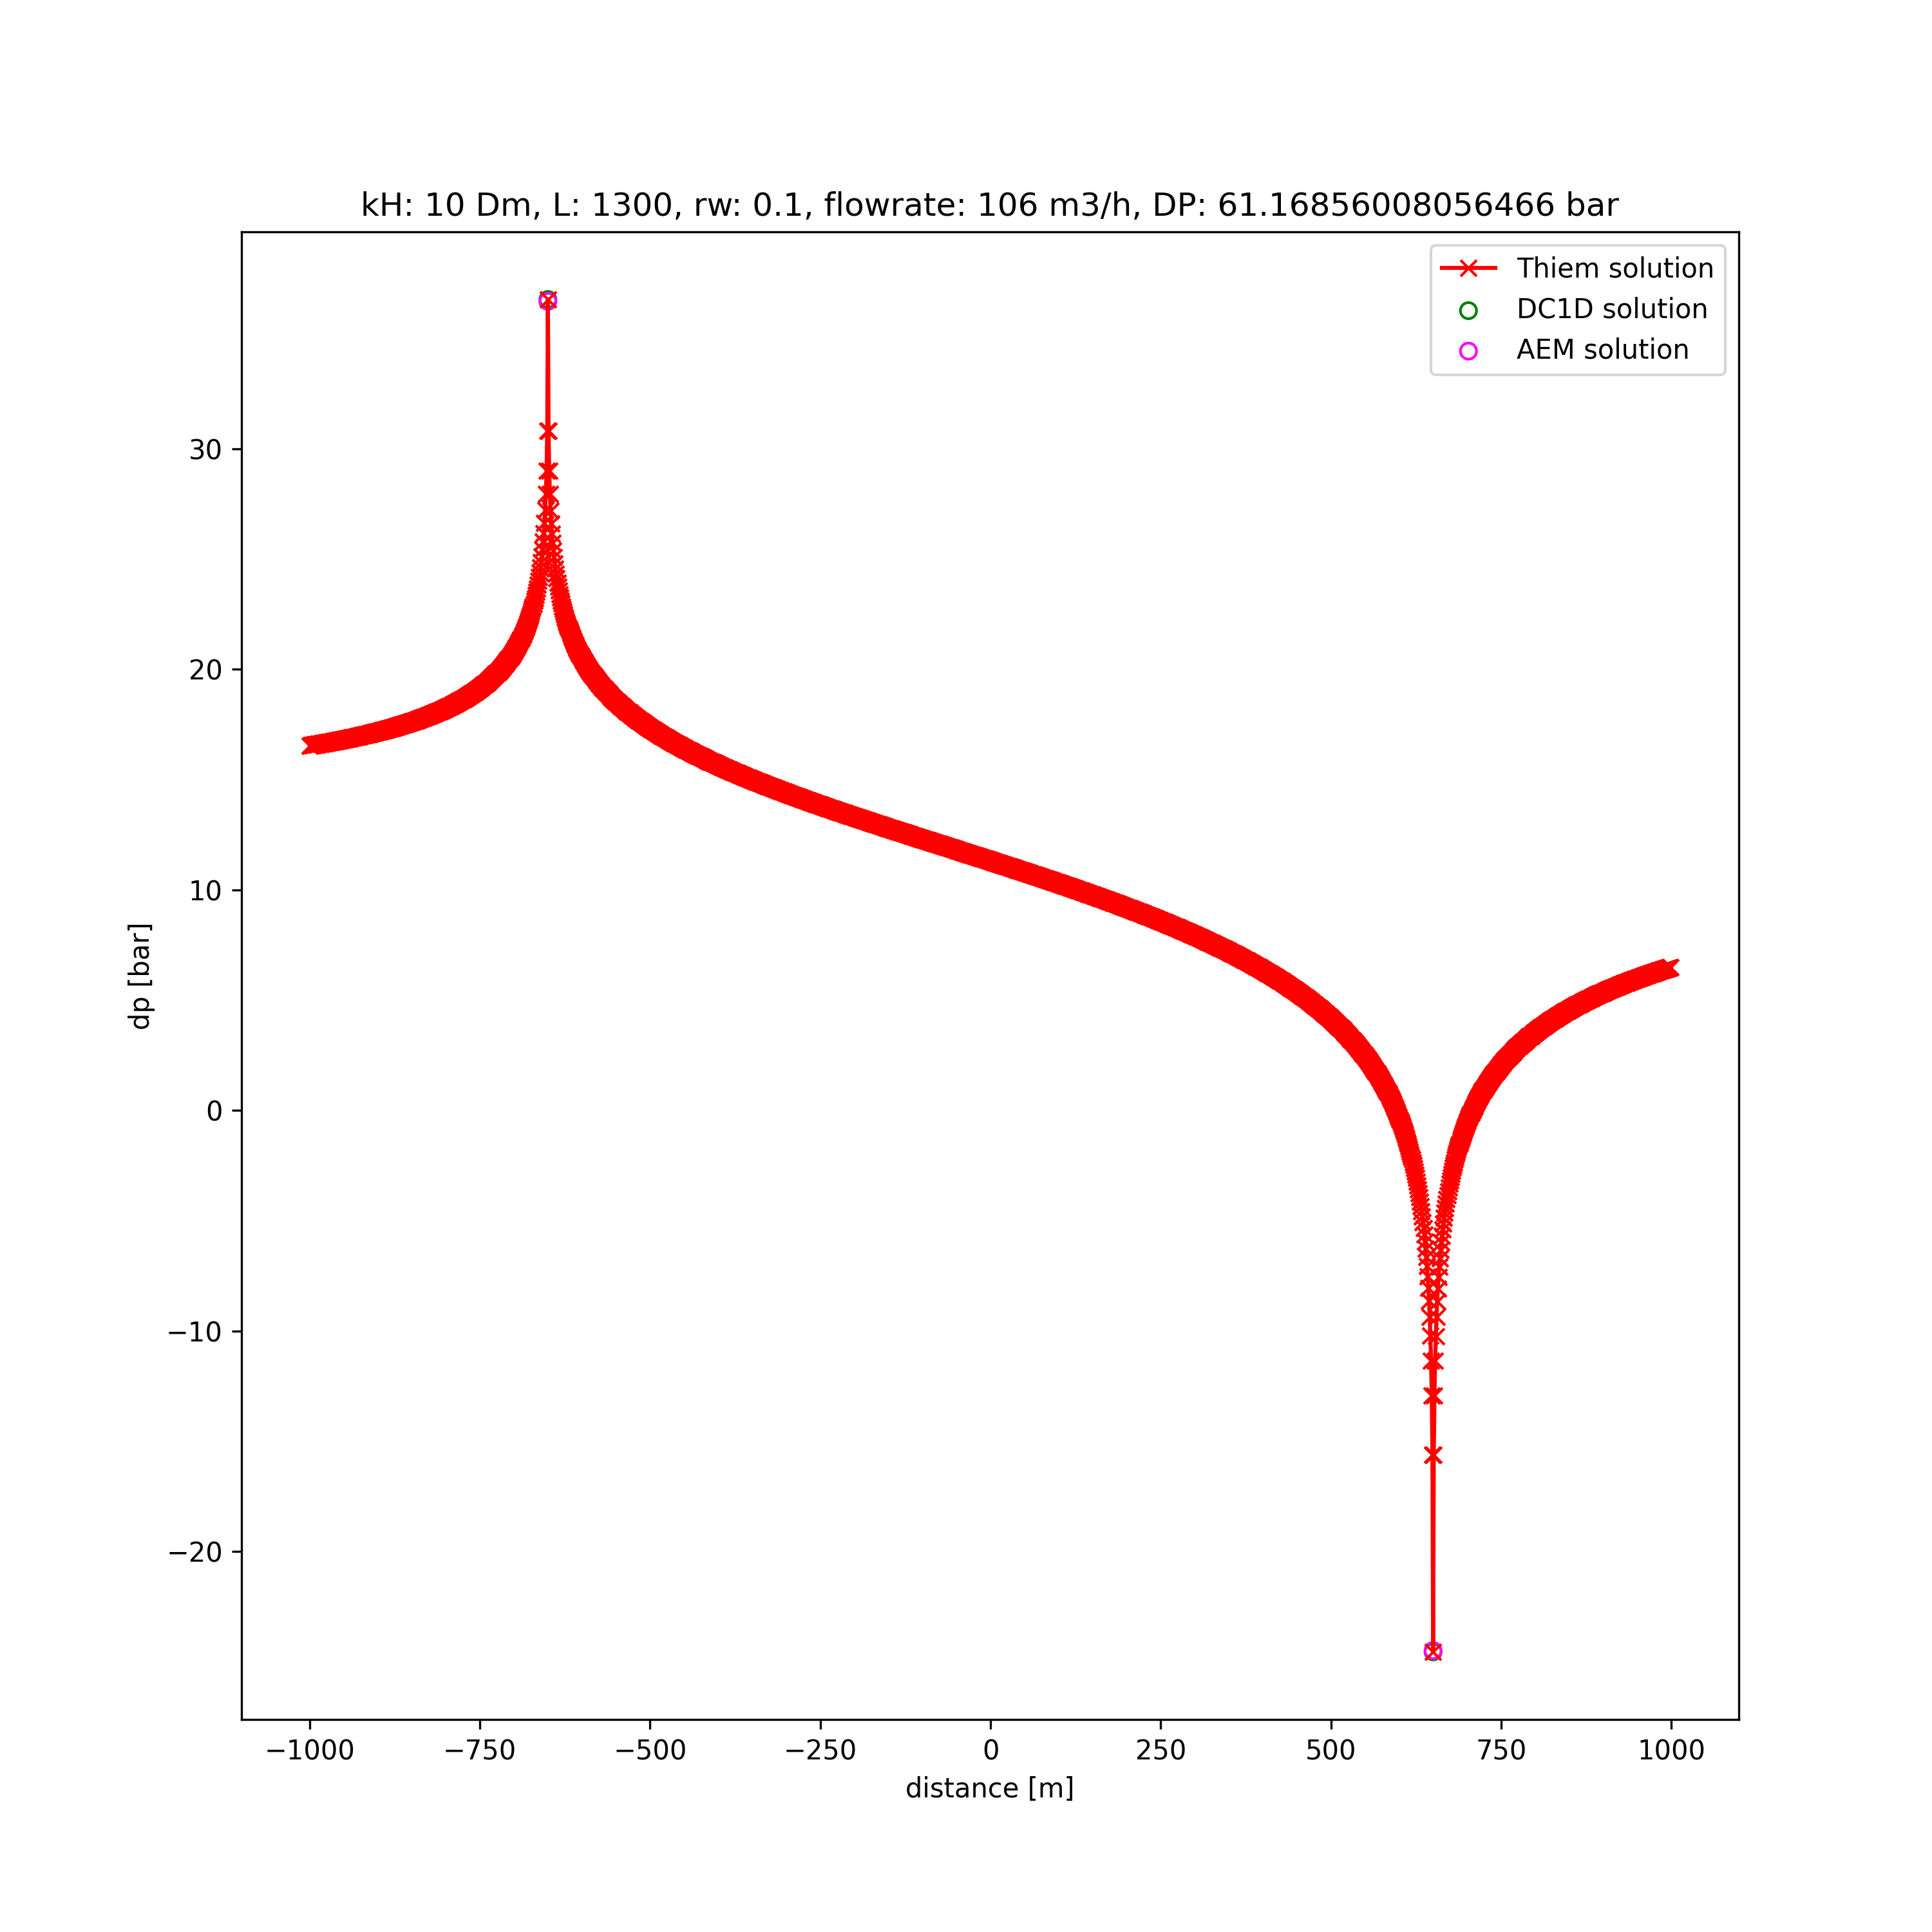 kH: 10 Dm, L: 1300, rw: 0.1, flowrate: 106 m3/h, DP: 61.16856008056466 bar
Thiem solution
DC1D solution
AEM solution
30
20
10
0
−10
−20
dp [bar]
−1000 −750 −500 −250 0 250 500 750 1000
distance [m]